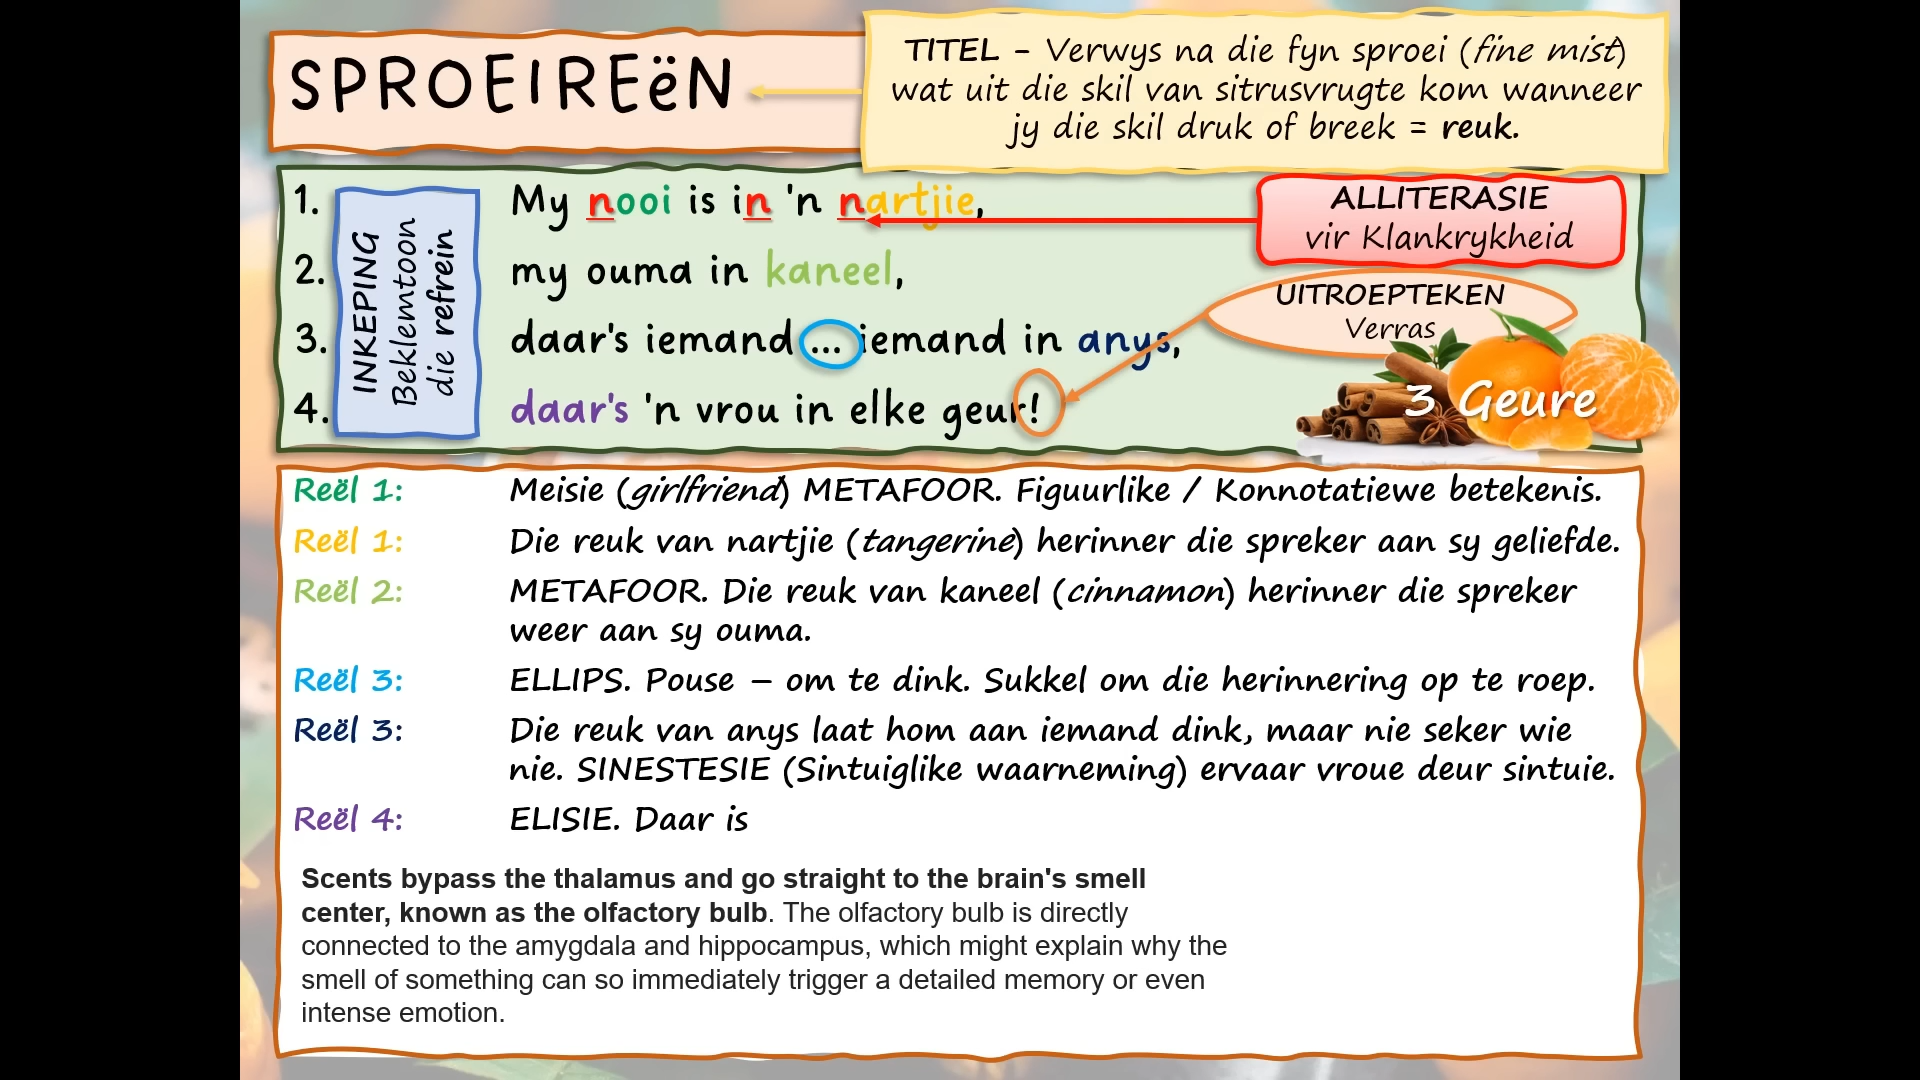 SPROEIREëN
TITEL – Verwys na die fyn sproei (fine mist)
wat uit die skil van sitrusvrugte kom wanneer
jy die skil druk of breek = reuk.
INKEPING
Beklemtoon
die refrein
1. My nooi is in 'n nartjie,
2. my ouma in kaneel,
3. daar's iemand ... iemand in anys,
4. daar's 'n vrou in elke geur!
ALLITERASIE
vir Klankrykheid
UITROEPTEKEN
Verras
3 Geure
Reël 1: Meisie (girlfriend) METAFOOR. Figuurlike / Konnotatiewe betekenis.
Reël 1: Die reuk van nartjie (tangerine) herinner die spreker aan sy geliefde.
Reël 2: METAFOOR. Die reuk van kaneel (cinnamon) herinner die spreker
weer aan sy ouma.
Reël 3: ELLIPS. Pouse – om te dink. Sukkel om die herinnering op te roep.
Reël 3: Die reuk van anys laat hom aan iemand dink, maar nie seker wie
nie. SINESTESIE (Sintuiglike waarneming) ervaar vroue deur sintuie.
Reël 4: ELISIE. Daar is
Scents bypass the thalamus and go straight to the brain's smell
center, known as the olfactory bulb. The olfactory bulb is directly
connected to the amygdala and hippocampus, which might explain why the
smell of something can so immediately trigger a detailed memory or even
intense emotion.